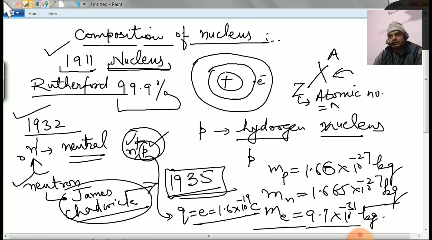 Composition of nucleus :-
1911 Nucleus
Rutherford 99.9%
+ e-
A
Z X
Atomic no.
p → hydrogen nucleus
1932
neutral
n p
neutron
James
chadwick
1935
p
q=e=1.6×10-19 C
mp=1.66×10-27 kg
mn=1.665×10-27 kg
me=9.1×10-31 kg.